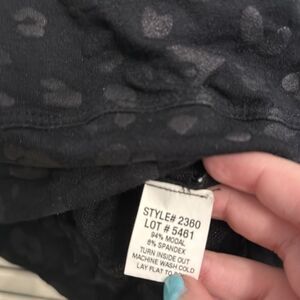 STYLE# 2360
LOT # 5461
94% MODAL
6% SPANDEX
TURN INSIDE OUT
MACHINE WASH COLD
LAY FLAT TO